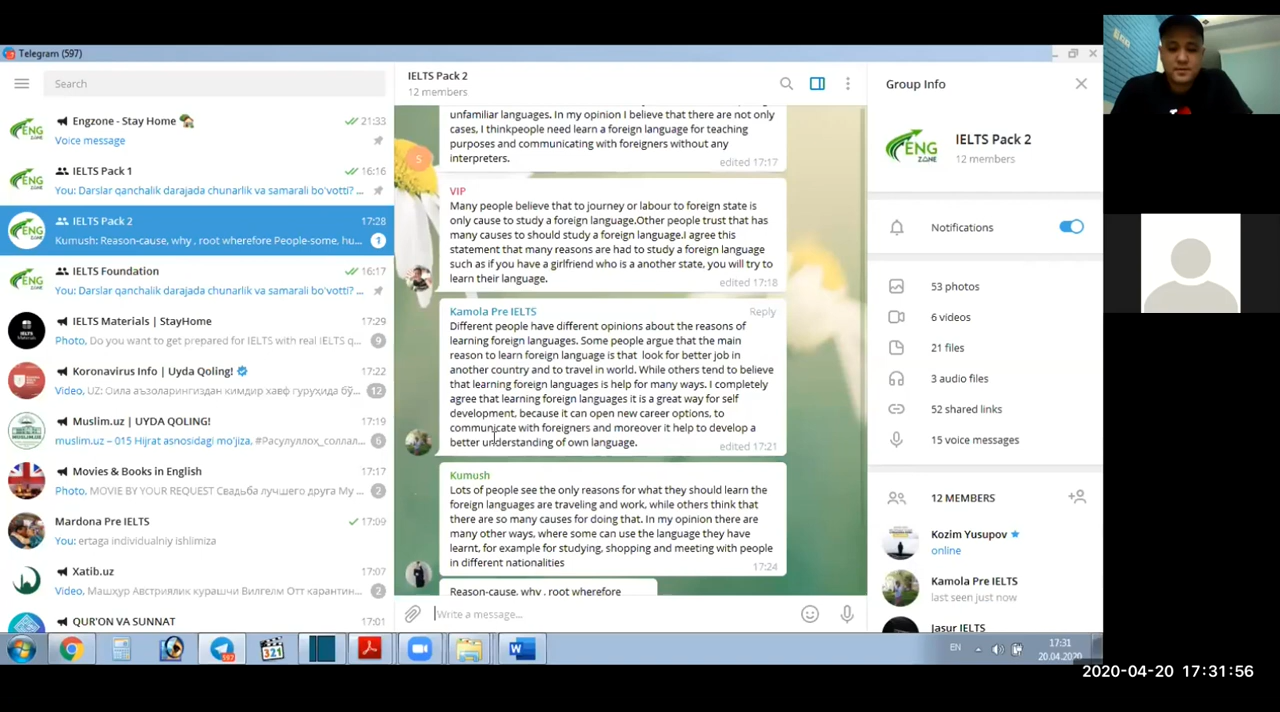 Telegram (597)
Search
Engzone - Stay Home
21:33
Voice message
IELTS Pack 1
16:16
You: Darslar qanchalik darajada chunarlik va samarali bo'votti? ...
IELTS Pack 2
17:28
Kumush: Reason-cause, why , root wherefore People-some, hu...
1
IELTS Foundation
16:17
You: Darslar qanchalik darajada chunarlik va samarali bo'votti? ...
IELTS Materials | StayHome
17:29
Photo, Do you want to get prepared for IELTS with real IELTS q...
9
Koronavirus Info | Uyda Qoling!
17:22
Video, UZ: Оила аъзоларингиздан кимдир хавф гуруҳида бў...
12
Muslim.uz | UYDA QOLING!
17:19
muslim.uz – 015 Hijrat asnosidagi mo'jiza, #Расулуллоҳ_соллал...
6
Movies & Books in English
17:17
Photo, MOVIE BY YOUR REQUEST Свадьба лучшего друга My ...
2
Mardona Pre IELTS
17:09
You: ertaga individualniy ishlimiza
Xatib.uz
17:07
Video, Машҳур Австриялик курашчи Вилгелм Отт карантин...
2
QUR'ON VA SUNNAT
17:01
IELTS Pack 2
12 members
unfamiliar languages. In my opinion I believe that there are not only
cases, I thinkpeople need learn a foreign language for teaching
purposes and communicating with foreigners without any
interpreters.
edited 17:17
S
VIP
Many people believe that to journey or labour to foreign state is
only cause to study a foreign language.Other people trust that has
many causes to should study a foreign language.I agree this
statement that many reasons are had to study a foreign language
such as if you have a girlfriend who is a another state, you will try to
learn their language.
edited 17:18
Kamola Pre IELTS
Reply
Different people have different opinions about the reasons of
learning foreign languages. Some people argue that the main
reason to learn foreign language is that look for better job in
another country and to travel in world. While others tend to believe
that learning foreign languages is help for many ways. I completely
agree that learning foreign languages it is a great way for self
development, because it can open new career options, to
communicate with foreigners and moreover it help to develop a
better understanding of own language.
edited 17:21
Kumush
Lots of people see the only reasons for what they should learn the
foreign languages are traveling and work, while others think that
there are so many causes for doing that. In my opinion there are
many other ways, where some can use the language they have
learnt, for example for studying, shopping and meeting with people
in different nationalities
17:24
Reason-cause, why , root wherefore
Write a message...
Group Info
ENG
ZONE
IELTS Pack 2
12 members
Notifications
53 photos
6 videos
21 files
3 audio files
52 shared links
15 voice messages
12 MEMBERS
Kozim Yusupov
online
Kamola Pre IELTS
last seen just now
Jasur IELTS
EN
17:31
20.04.2020
2020-04-20 17:31:56